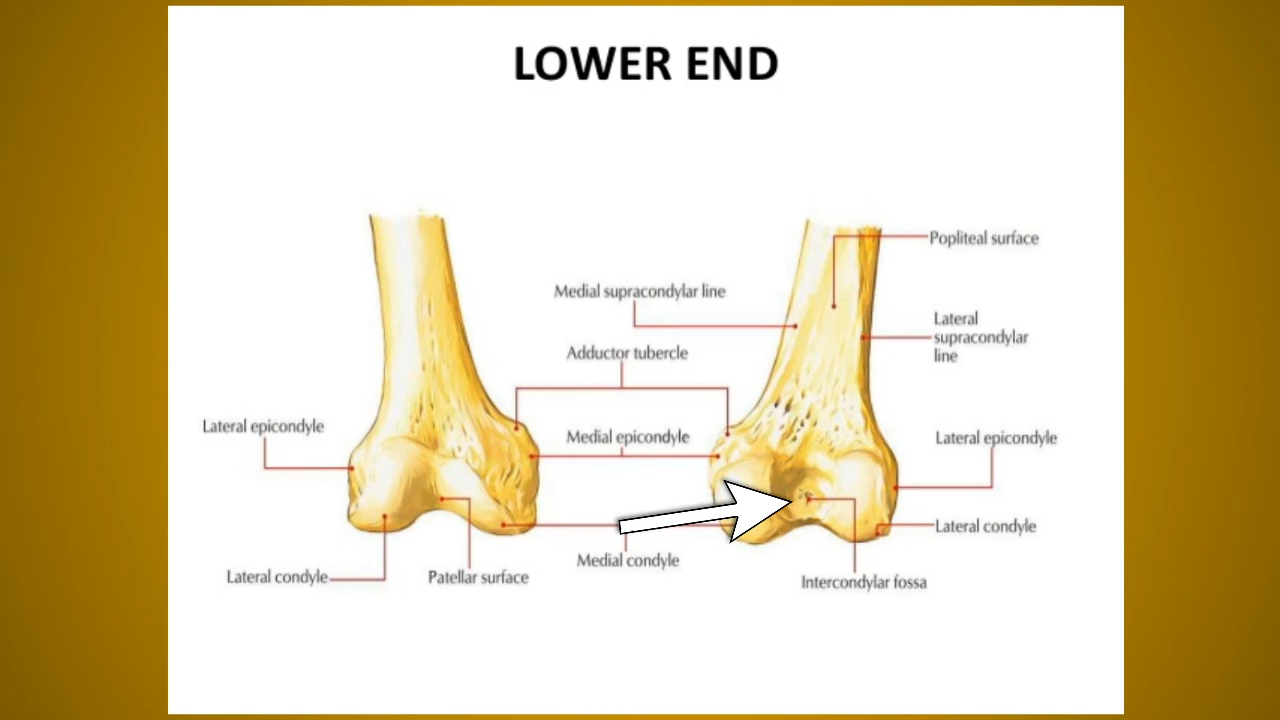 LOWER END
Popliteal surface
Medial supracondylar line
Lateral
supracondylar
line
Adductor tubercle
Lateral epicondyle
Medial epicondyle
Lateral epicondyle
Lateral condyle
Medial condyle
Lateral condyle
Patellar surface
Intercondylar fossa